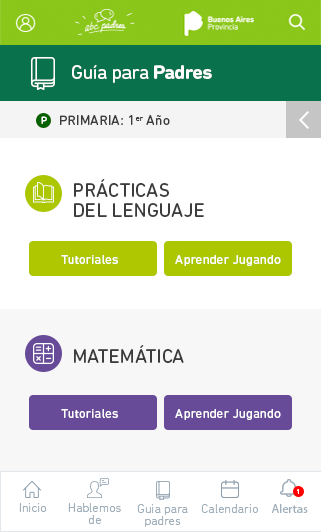 abc padres
Buenos Aires
Provincia
Guía para Padres
P PRIMARIA: 1er Año
PRÁCTICAS
DEL LENGUAJE
Tutoriales Aprender Jugando
MATEMÁTICA
Tutoriales Aprender Jugando
1
Inicio Hablemos de Guia para padres Calendario Alertas